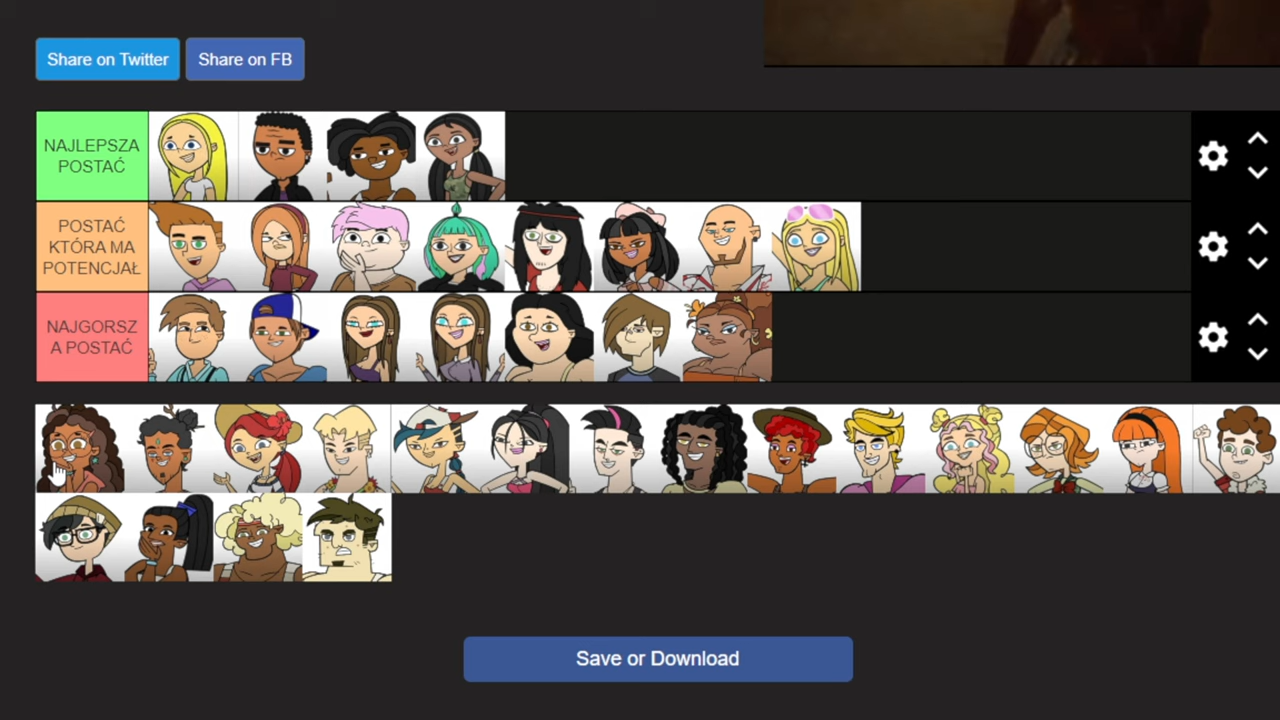 Share on Twitter
Share on FB
NAJLEPSZA
POSTAĆ
POSTAĆ
KTÓRA MA
POTENCJAŁ
NAJGORSZ
A POSTAĆ
Save or Download